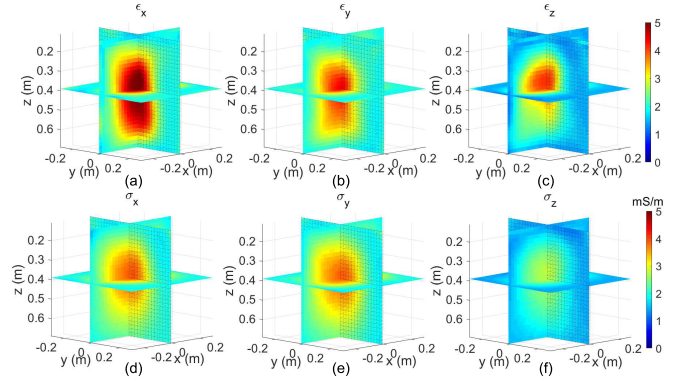 ϵx ϵy ϵz
0.2 0.3 0.4 0.5 0.6 z (m) -0.2 0 0.2 y (m) -0.2 0 0.2 x (m) (a)
0.2 0.3 0.4 0.5 0.6 z (m) -0.2 0 0.2 y (m) -0.2 0 0.2 x (m) (b)
0.2 0.3 0.4 0.5 0.6 z (m) -0.2 0 0.2 y (m) -0.2 0 0.2 x (m) (c)
5 4 3 2 1 0
σx σy σz
mS/m
0.2 0.3 0.4 0.5 0.6 z (m) -0.2 0 0.2 y (m) -0.2 0 0.2 x (m) (d)
0.2 0.3 0.4 0.5 0.6 z (m) -0.2 0 0.2 y (m) -0.2 0 0.2 x (m) (e)
0.2 0.3 0.4 0.5 0.6 z (m) -0.2 0 0.2 y (m) -0.2 0 0.2 x (m) (f)
5 4 3 2 1 0